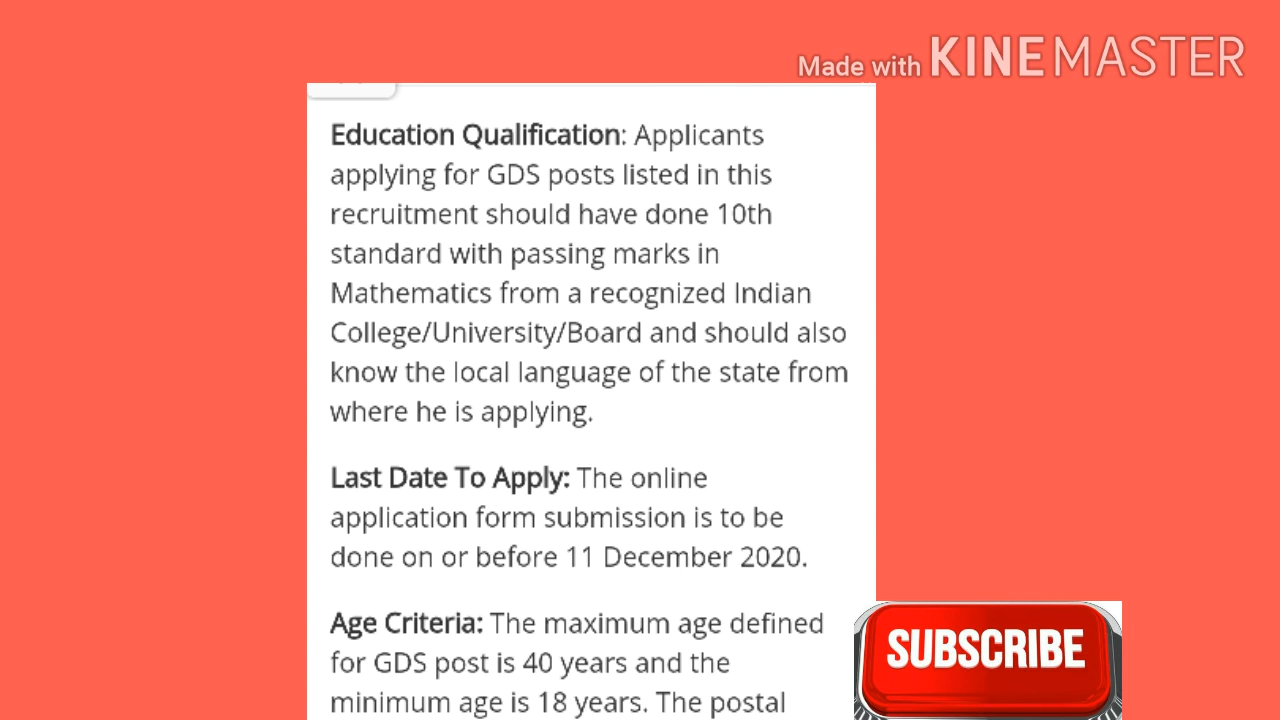 Made with KINEMASTER
Education Qualification: Applicants
applying for GDS posts listed in this
recruitment should have done 10th
standard with passing marks in
Mathematics from a recognized Indian
College/University/Board and should also
know the local language of the state from
where he is applying.
Last Date To Apply: The online
application form submission is to be
done on or before 11 December 2020.
Age Criteria: The maximum age defined
for GDS post is 40 years and the
minimum age is 18 years. The postal
SUBSCRIBE